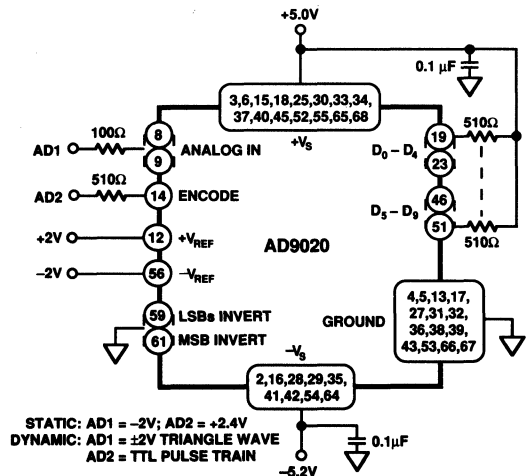 +5.0V
0.1 µF
3,6,15,18,25,30,33,34,
37,40,45,52,55,65,68
+VS
100Ω
AD1
8
9
ANALOG IN
510Ω
AD2
14
ENCODE
+2V
12
+VREF
−2V
56
−VREF
59
LSBs INVERT
61
MSB INVERT
AD9020
D0 – D4
19
23
510Ω
46
D5 – D9
51
510Ω
GROUND
4,5,13,17,
27,31,32,
36,38,39,
43,53,66,67
−VS
2,16,28,29,35,
41,42,54,64
0.1µF
−5.2V
STATIC: AD1 = −2V; AD2 = +2.4V
DYNAMIC: AD1 = ±2V TRIANGLE WAVE
AD2 = TTL PULSE TRAIN